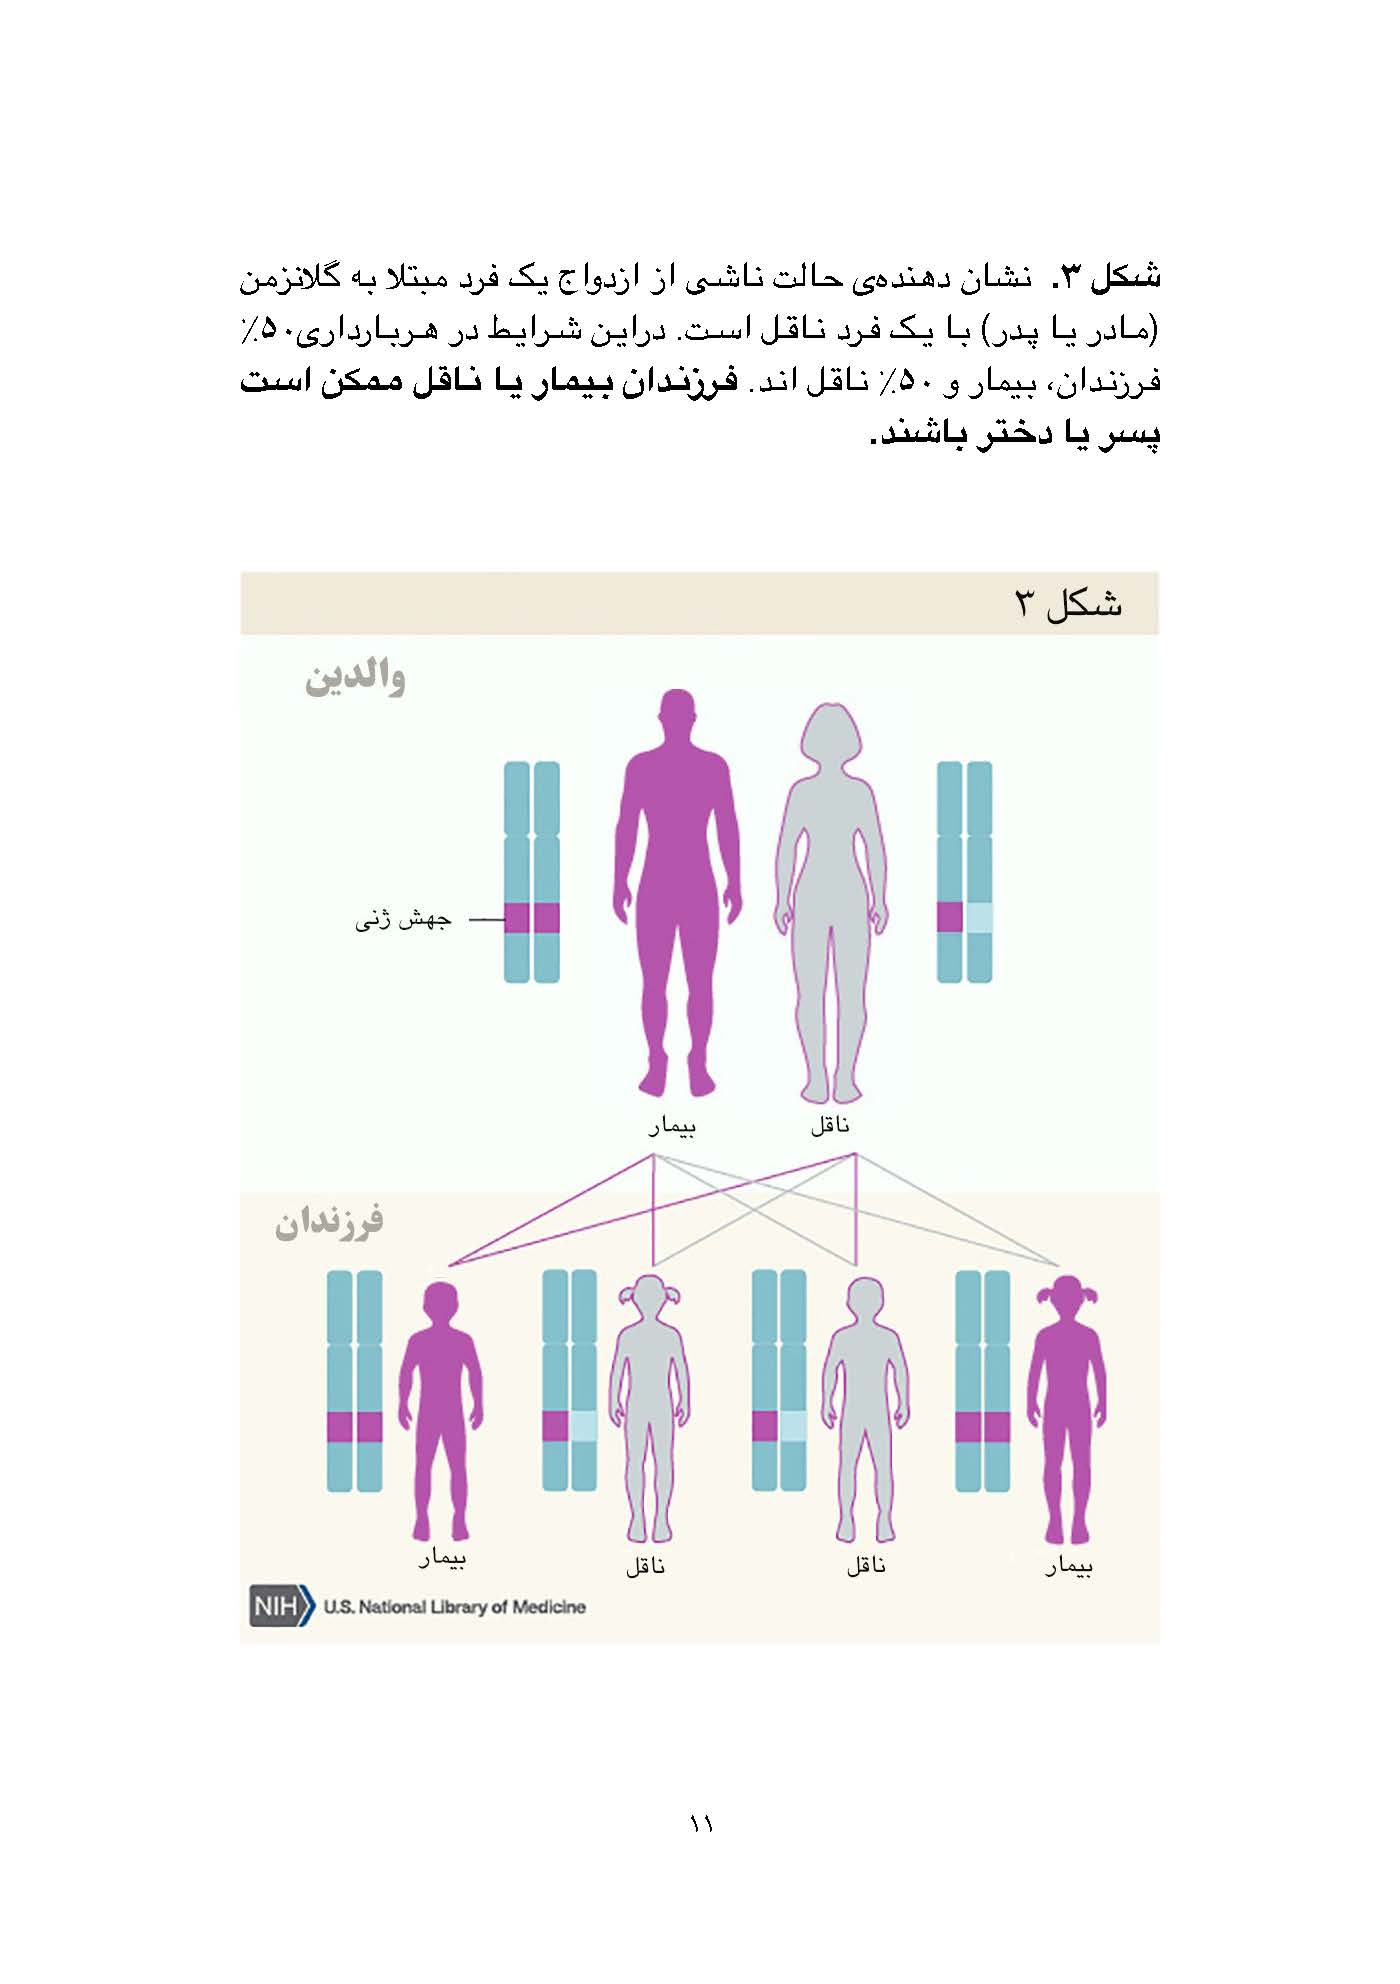 شکل ۳. نشان دهنده‌ی حالت ناشی از ازدواج یک فرد مبتلا به گلانزمن
(مادر یا پدر) با یک فرد ناقل است. دراین شرایط در هربارداری۵۰٪
فرزندان، بیمار و ۵۰٪ ناقل اند. فرزندان بیمار یا ناقل ممکن است
پسر یا دختر باشند.
شکل ۳
والدین
جهش ژنی
ناقل
بیمار
فرزندان
بیمار
ناقل
ناقل
بیمار
NIH U.S. National Library of Medicine
۱۱